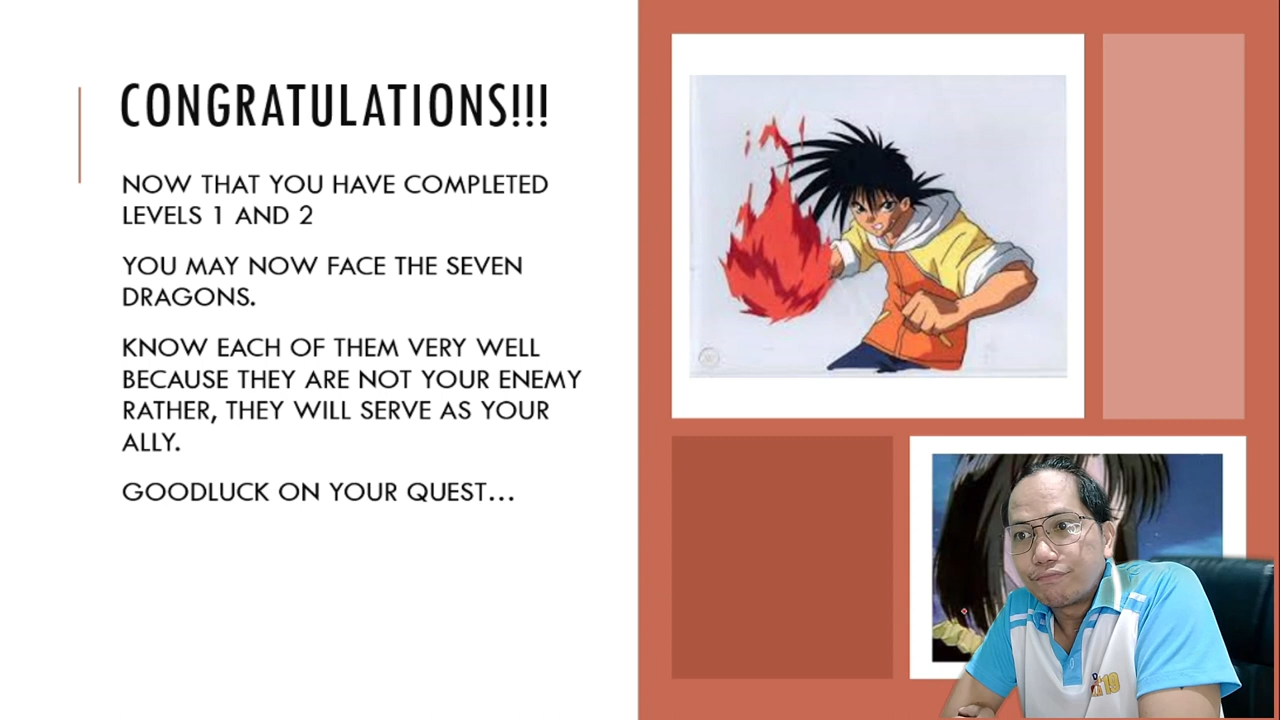 CONGRATULATIONS!!!
NOW THAT YOU HAVE COMPLETED
LEVELS 1 AND 2
YOU MAY NOW FACE THE SEVEN
DRAGONS.
KNOW EACH OF THEM VERY WELL
BECAUSE THEY ARE NOT YOUR ENEMY
RATHER, THEY WILL SERVE AS YOUR
ALLY.
GOODLUCK ON YOUR QUEST...
19